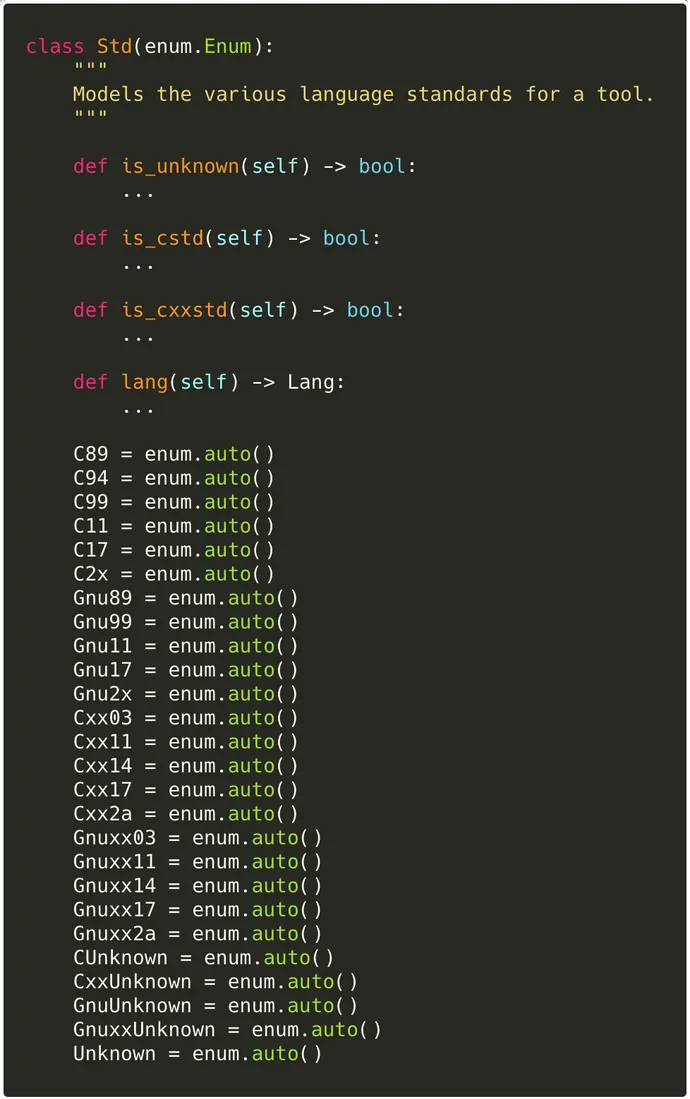 class Std(enum.Enum):
    """
    Models the various language standards for a tool.
    """

    def is_unknown(self) -> bool:
        ...

    def is_cstd(self) -> bool:
        ...

    def is_cxxstd(self) -> bool:
        ...

    def lang(self) -> Lang:
        ...

    C89 = enum.auto()
    C94 = enum.auto()
    C99 = enum.auto()
    C11 = enum.auto()
    C17 = enum.auto()
    C2x = enum.auto()
    Gnu89 = enum.auto()
    Gnu99 = enum.auto()
    Gnu11 = enum.auto()
    Gnu17 = enum.auto()
    Gnu2x = enum.auto()
    Cxx03 = enum.auto()
    Cxx11 = enum.auto()
    Cxx14 = enum.auto()
    Cxx17 = enum.auto()
    Cxx2a = enum.auto()
    Gnuxx03 = enum.auto()
    Gnuxx11 = enum.auto()
    Gnuxx14 = enum.auto()
    Gnuxx17 = enum.auto()
    Gnuxx2a = enum.auto()
    CUnknown = enum.auto()
    CxxUnknown = enum.auto()
    GnuUnknown = enum.auto()
    GnuxxUnknown = enum.auto()
    Unknown = enum.auto()